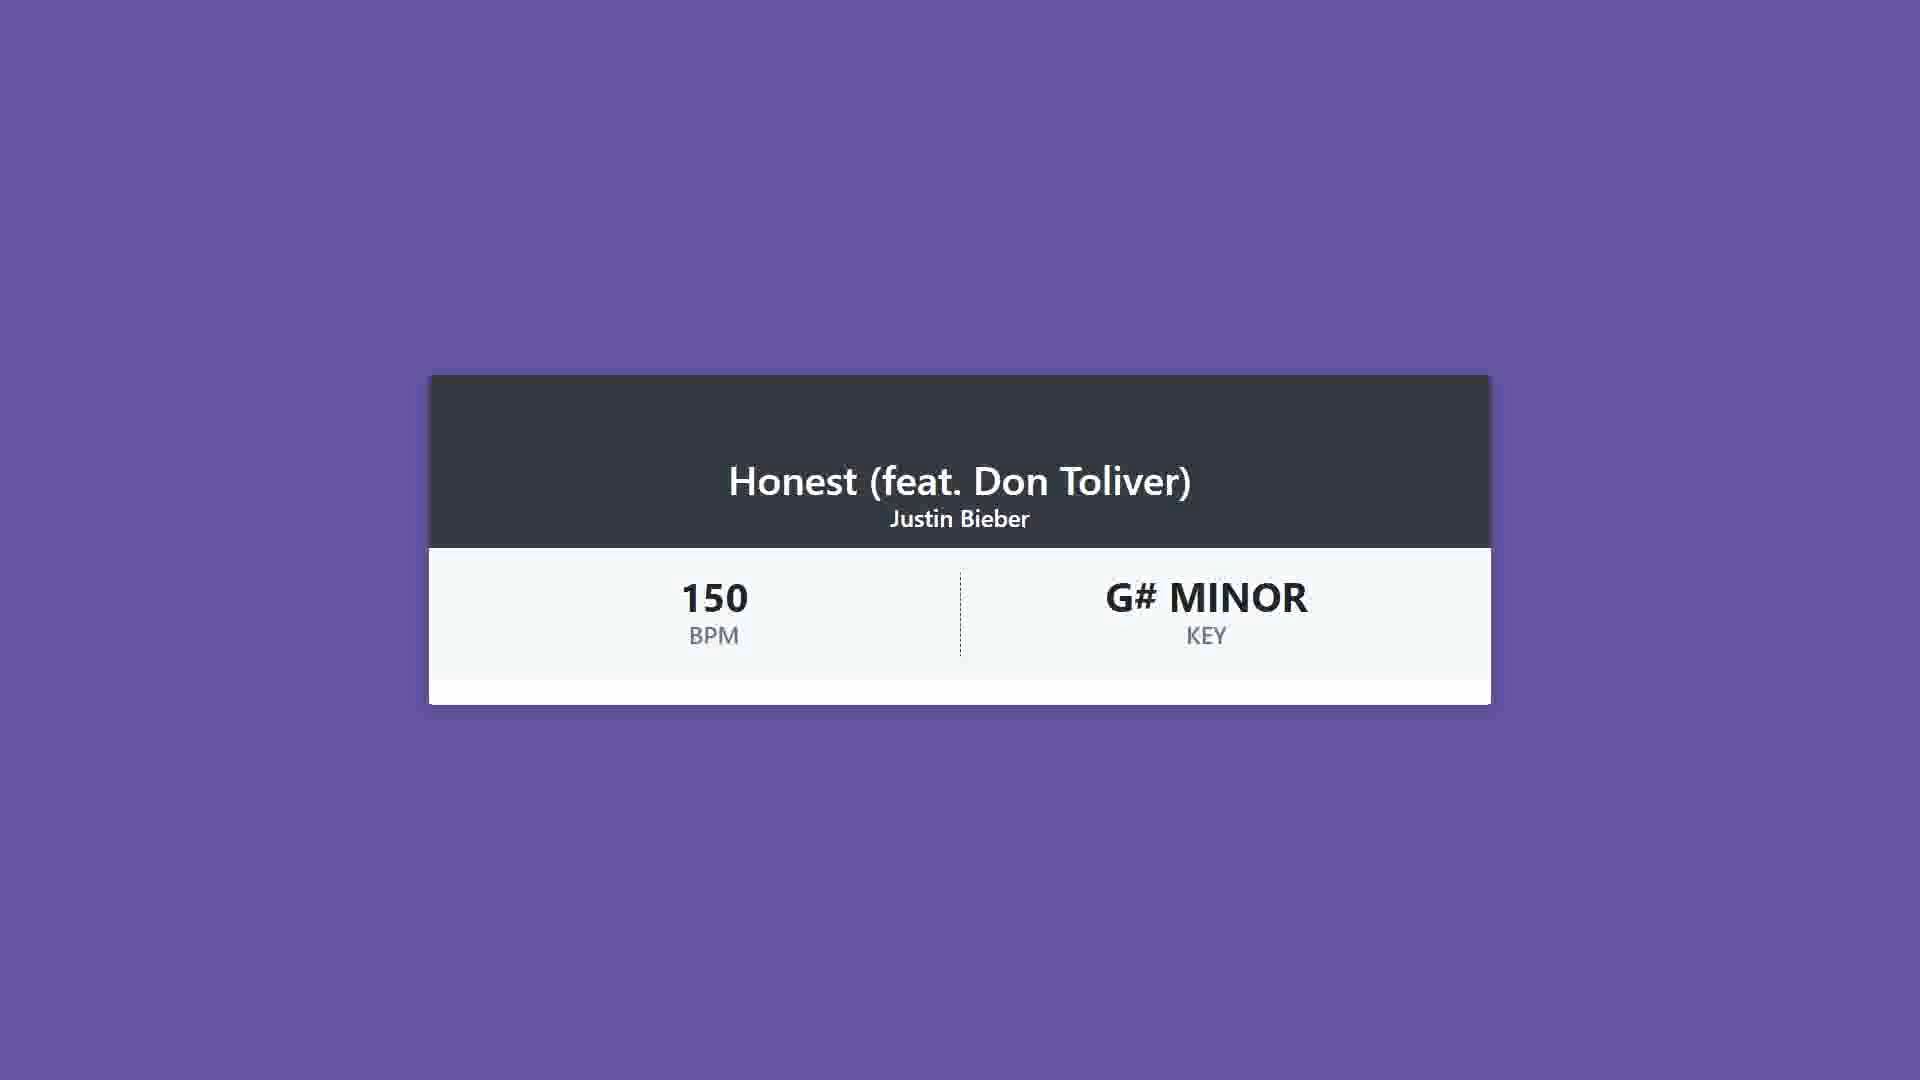 Honest (feat. Don Toliver)
Justin Bieber
150
BPM
G# MINOR
KEY